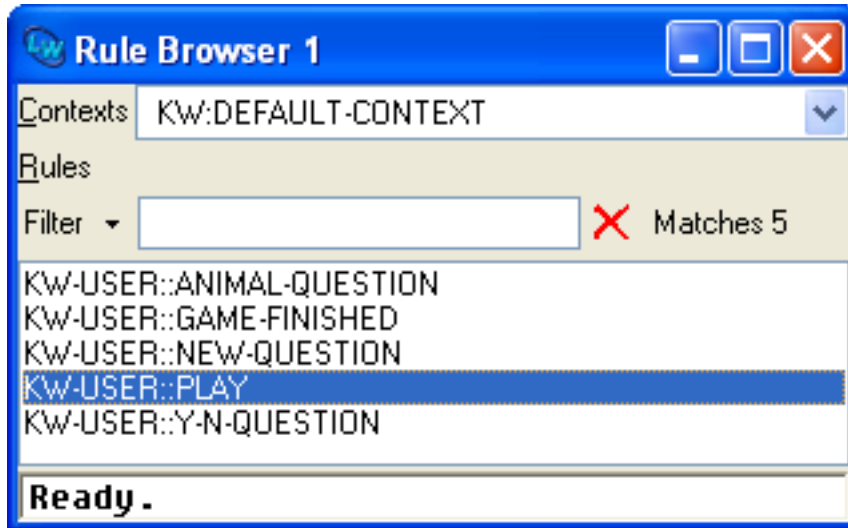 Rule Browser 1
Contexts KW:DEFAULT-CONTEXT
Rules
Filter Matches 5
KW-USER::ANIMAL-QUESTION
KW-USER::GAME-FINISHED
KW-USER::NEW-QUESTION
KW-USER::PLAY
KW-USER::Y-N-QUESTION
Ready.